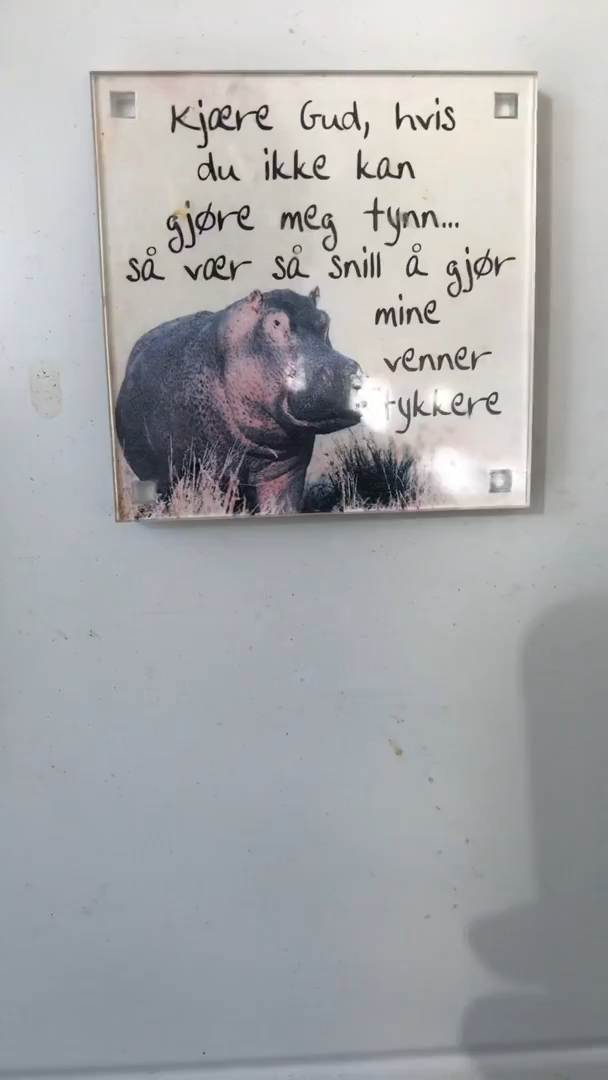 Kjære Gud, hvis
du ikke kan
gjøre meg tynn...
så vær så snill å gjør
mine
venner
tykkere